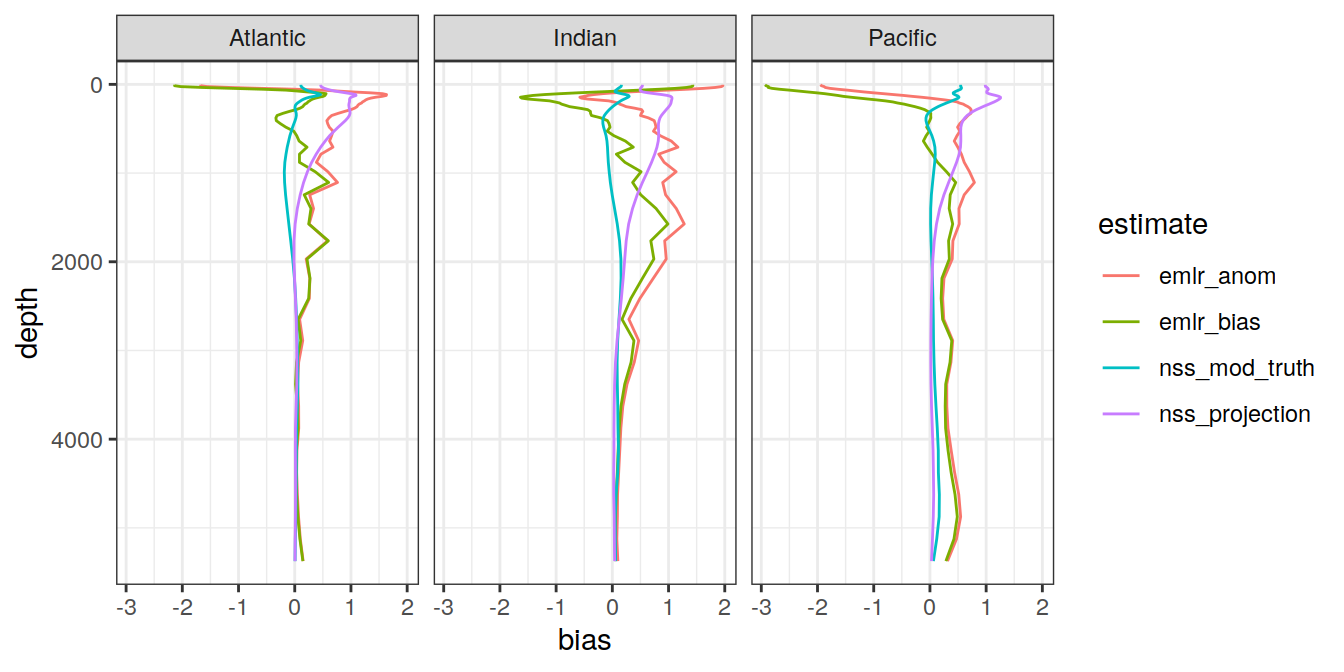 Atlantic Indian Pacific
0
2000
4000
depth
-3 -2 -1 0 1 2 -3 -2 -1 0 1 2 -3 -2 -1 0 1 2
bias
estimate
emlr_anom
emlr_bias
nss_mod_truth
nss_projection